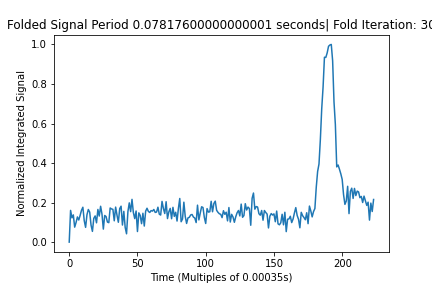 Folded Signal Period 0.07817600000000001 seconds| Fold Iteration: 30
1.0
0.8
0.6
0.4
0.2
0.0
Normalized Integrated Signal
0 50 100 150 200
Time (Multiples of 0.00035s)